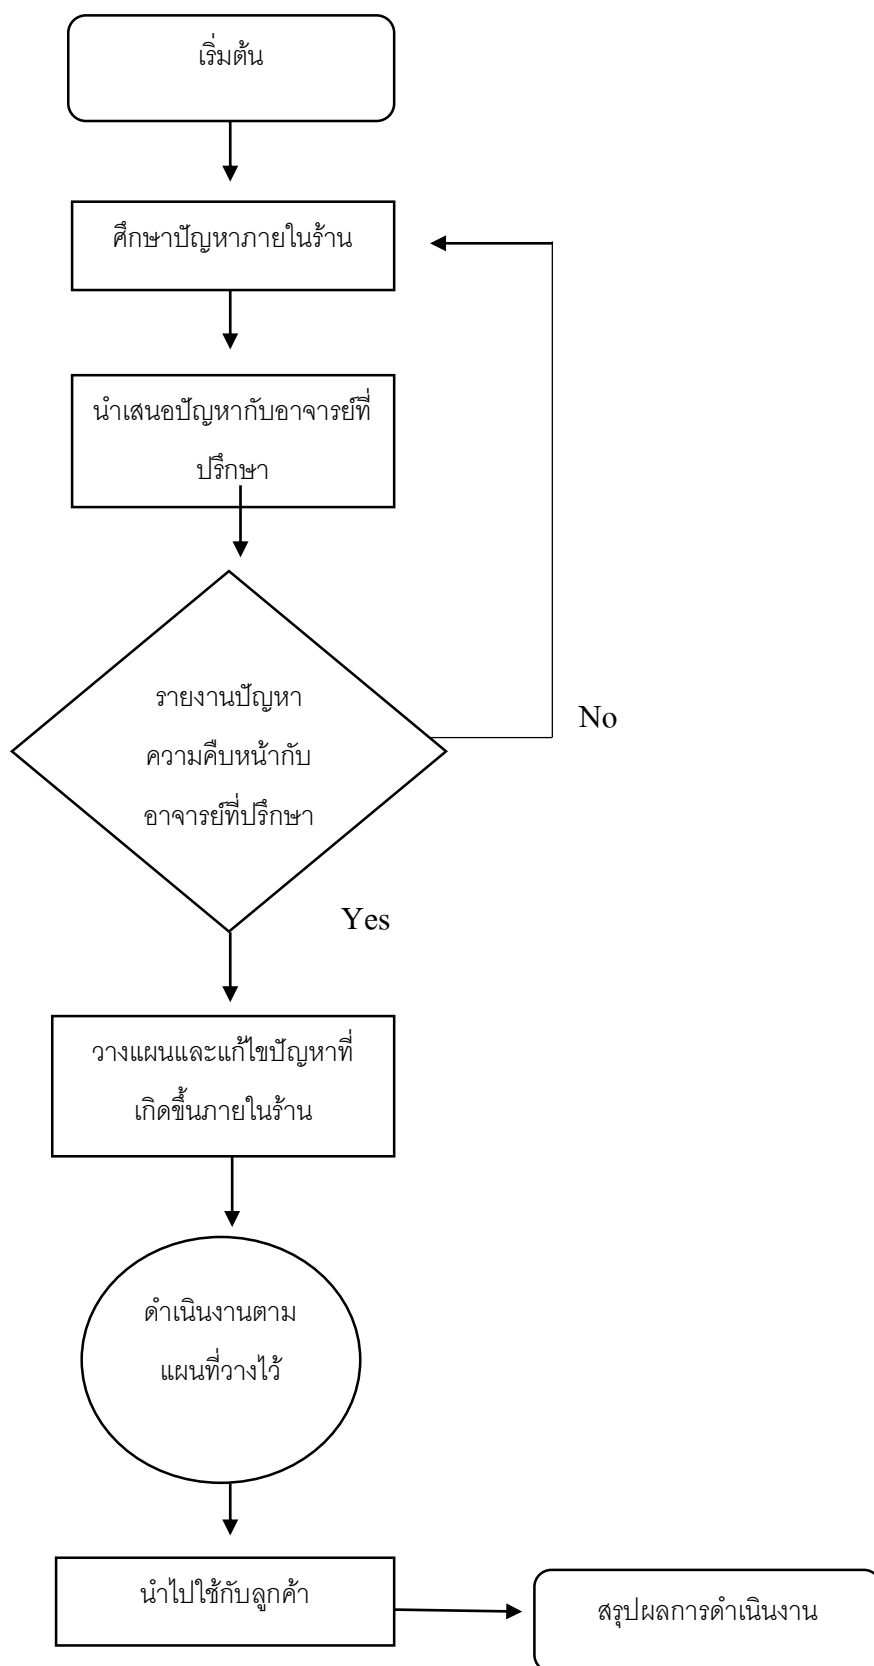 เริ่มต้น
ศึกษาปัญหาภายในร้าน
นำเสนอปัญหากับอาจารย์ที่
ปรึกษา
รายงานปัญหา
ความคืบหน้ากับ
อาจารย์ที่ปรึกษา
No
Yes
วางแผนและแก้ไขปัญหาที่
เกิดขึ้นภายในร้าน
ดำเนินงานตาม
แผนที่วางไว้
นำไปใช้กับลูกค้า
สรุปผลการดำเนินงาน